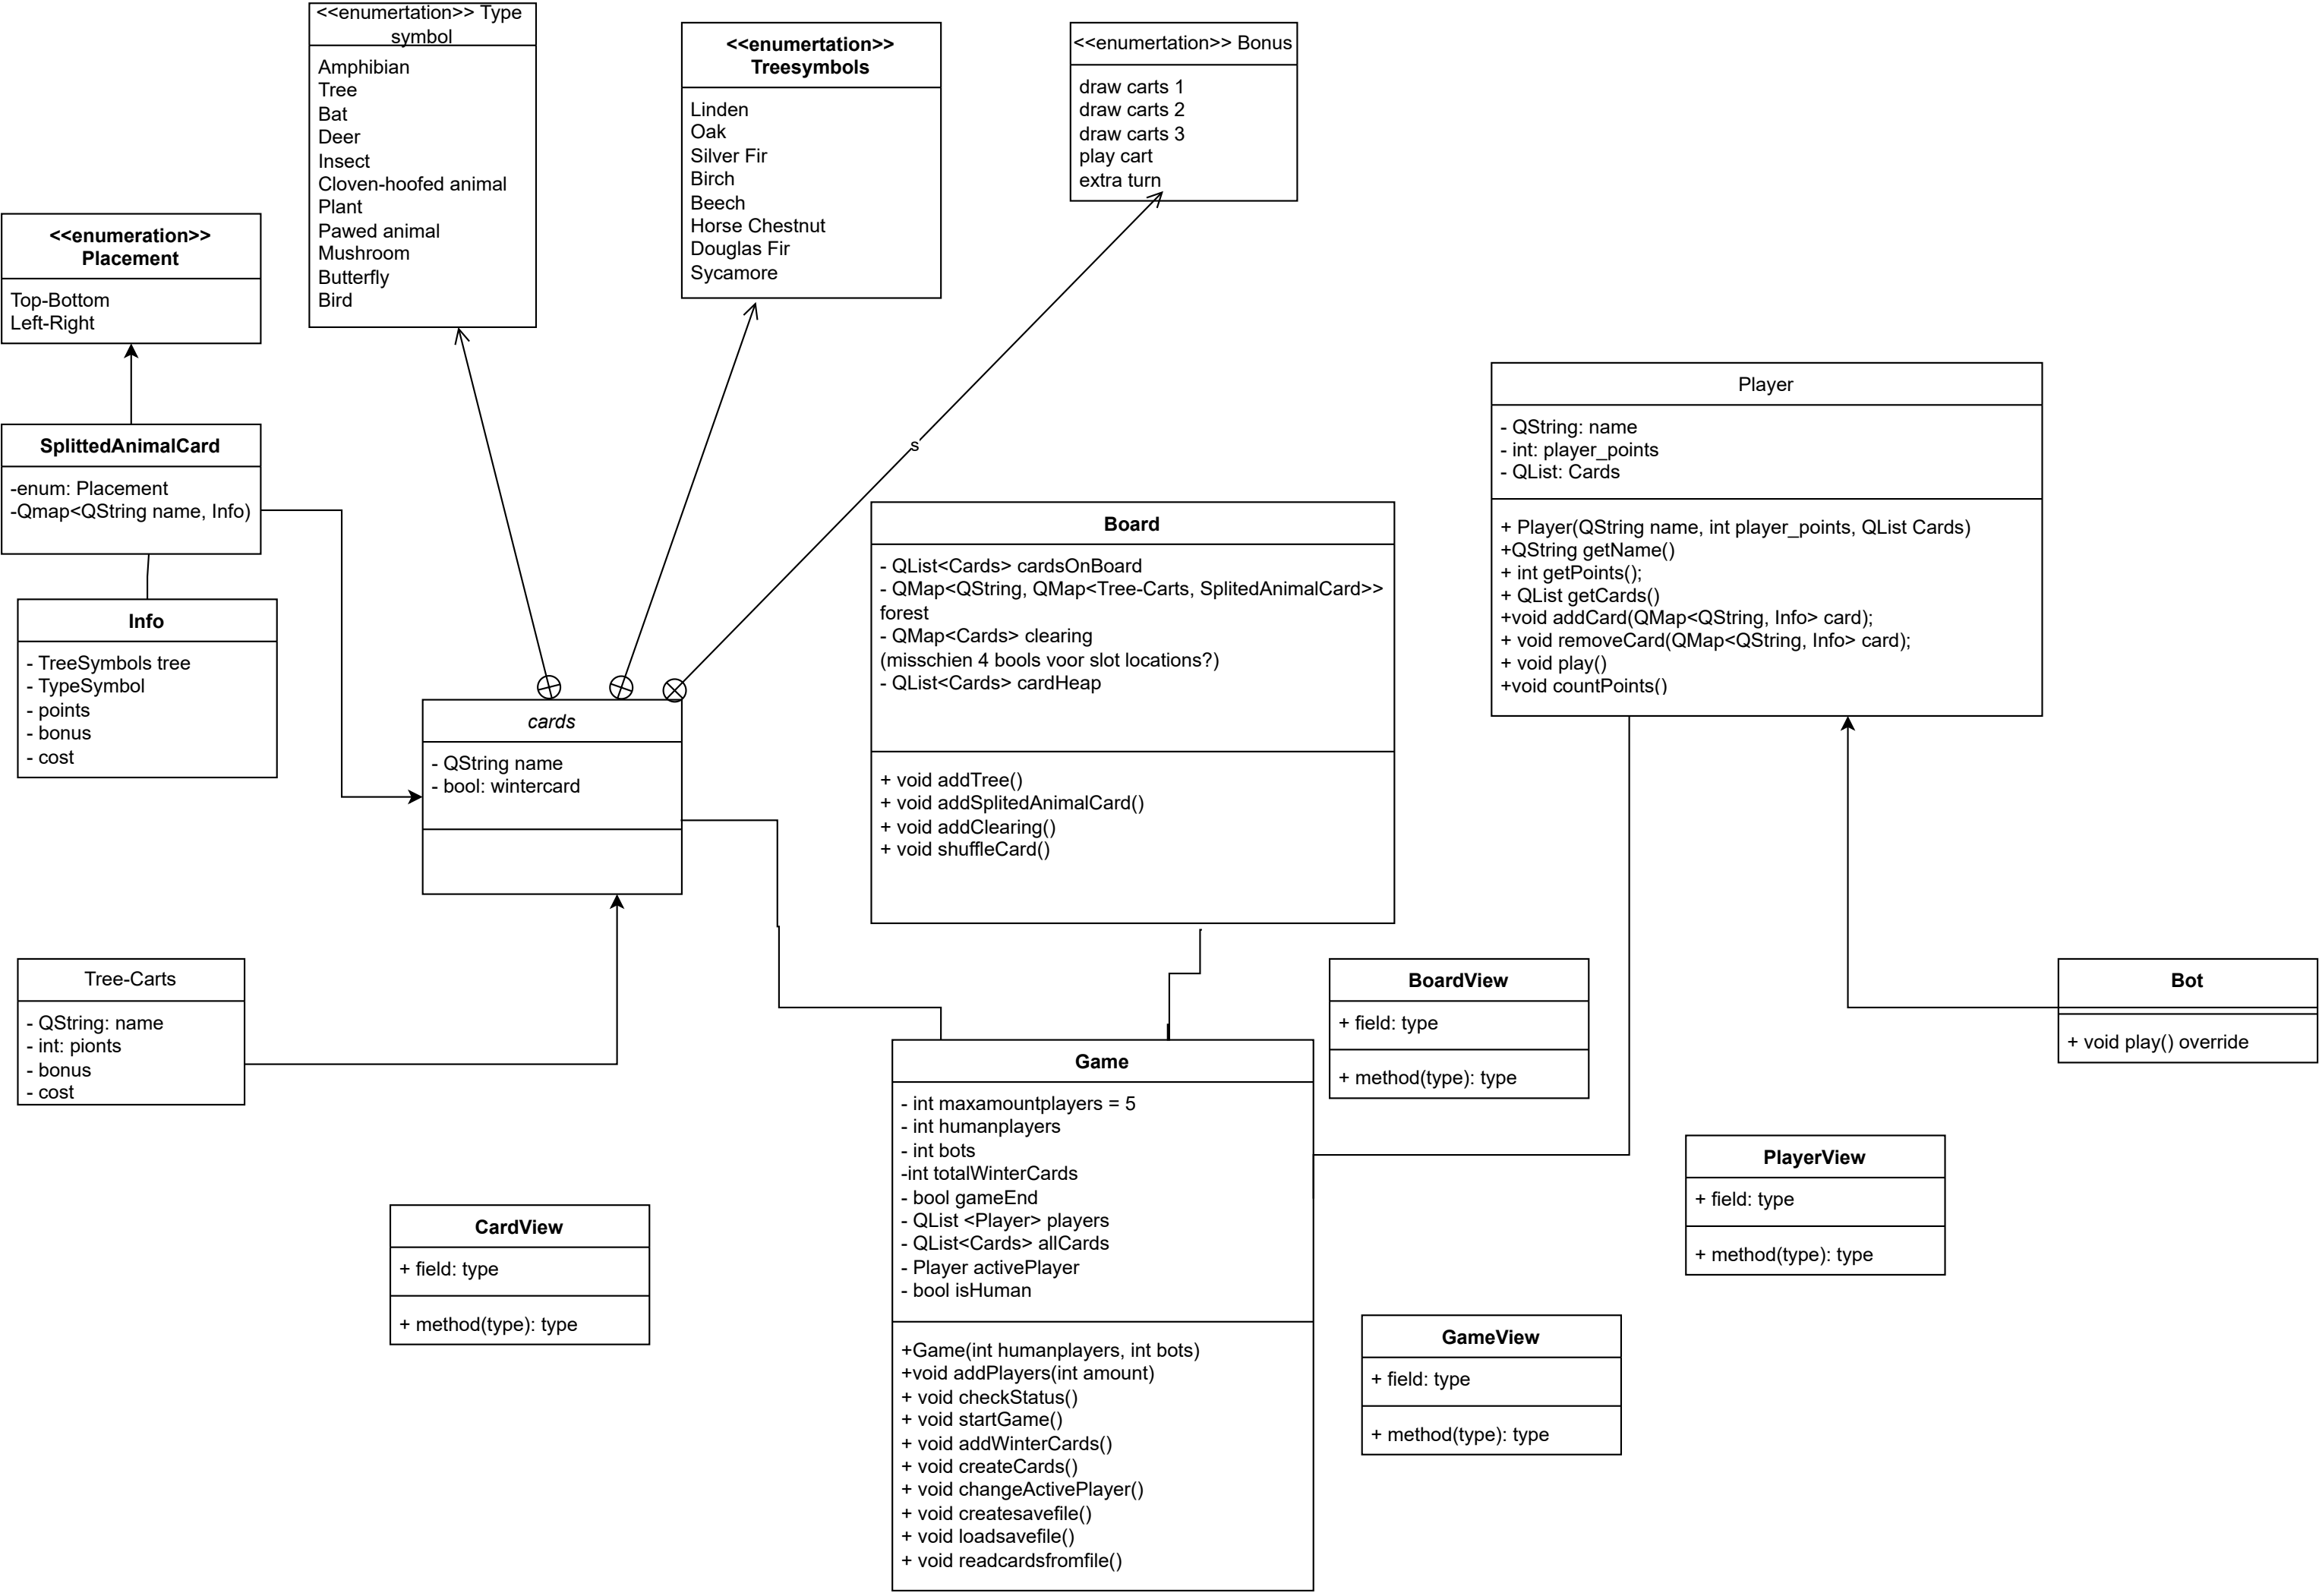 <<enumertation>> Type
symbol
Amphibian
Tree
Bat
Deer
Insect
Cloven-hoofed animal
Plant
Pawed animal
Mushroom
Butterfly
Bird
<<enumertation>>
Treesymbols
Linden
Oak
Silver Fir
Birch
Beech
Horse Chestnut
Douglas Fir
Sycamore
<<enumertation>> Bonus
draw carts 1
draw carts 2
draw carts 3
play cart
extra turn
<<enumeration>>
Placement
Top-Bottom
Left-Right
SplittedAnimalCard
-enum: Placement
-Qmap<QString name, Info)
Info
- TreeSymbols tree
- TypeSymbol
- points
- bonus
- cost
s
cards
- QString name
- bool: wintercard
Board
- QList<Cards> cardsOnBoard
- QMap<QString, QMap<Tree-Carts, SplitedAnimalCard>>
forest
- QMap<Cards> clearing
(misschien 4 bools voor slot locations?)
- QList<Cards> cardHeap
+ void addTree()
+ void addSplitedAnimalCard()
+ void addClearing()
+ void shuffleCard()
Player
- QString: name
- int: player_points
- QList: Cards
+ Player(QString name, int player_points, QList Cards)
+QString getName()
+ int getPoints();
+ QList getCards()
+void addCard(QMap<QString, Info> card);
+ void removeCard(QMap<QString, Info> card);
+ void play()
+void countPoints()
Tree-Carts
- QString: name
- int: pionts
- bonus
- cost
BoardView
+ field: type
+ method(type): type
Bot
+ void play() override
Game
- int maxamountplayers = 5
- int humanplayers
- int bots
-int totalWinterCards
- bool gameEnd
- QList <Player> players
- QList<Cards> allCards
- Player activePlayer
- bool isHuman
+Game(int humanplayers, int bots)
+void addPlayers(int amount)
+ void checkStatus()
+ void startGame()
+ void addWinterCards()
+ void createCards()
+ void changeActivePlayer()
+ void createsavefile()
+ void loadsavefile()
+ void readcardsfromfile()
PlayerView
+ field: type
+ method(type): type
CardView
+ field: type
+ method(type): type
GameView
+ field: type
+ method(type): type